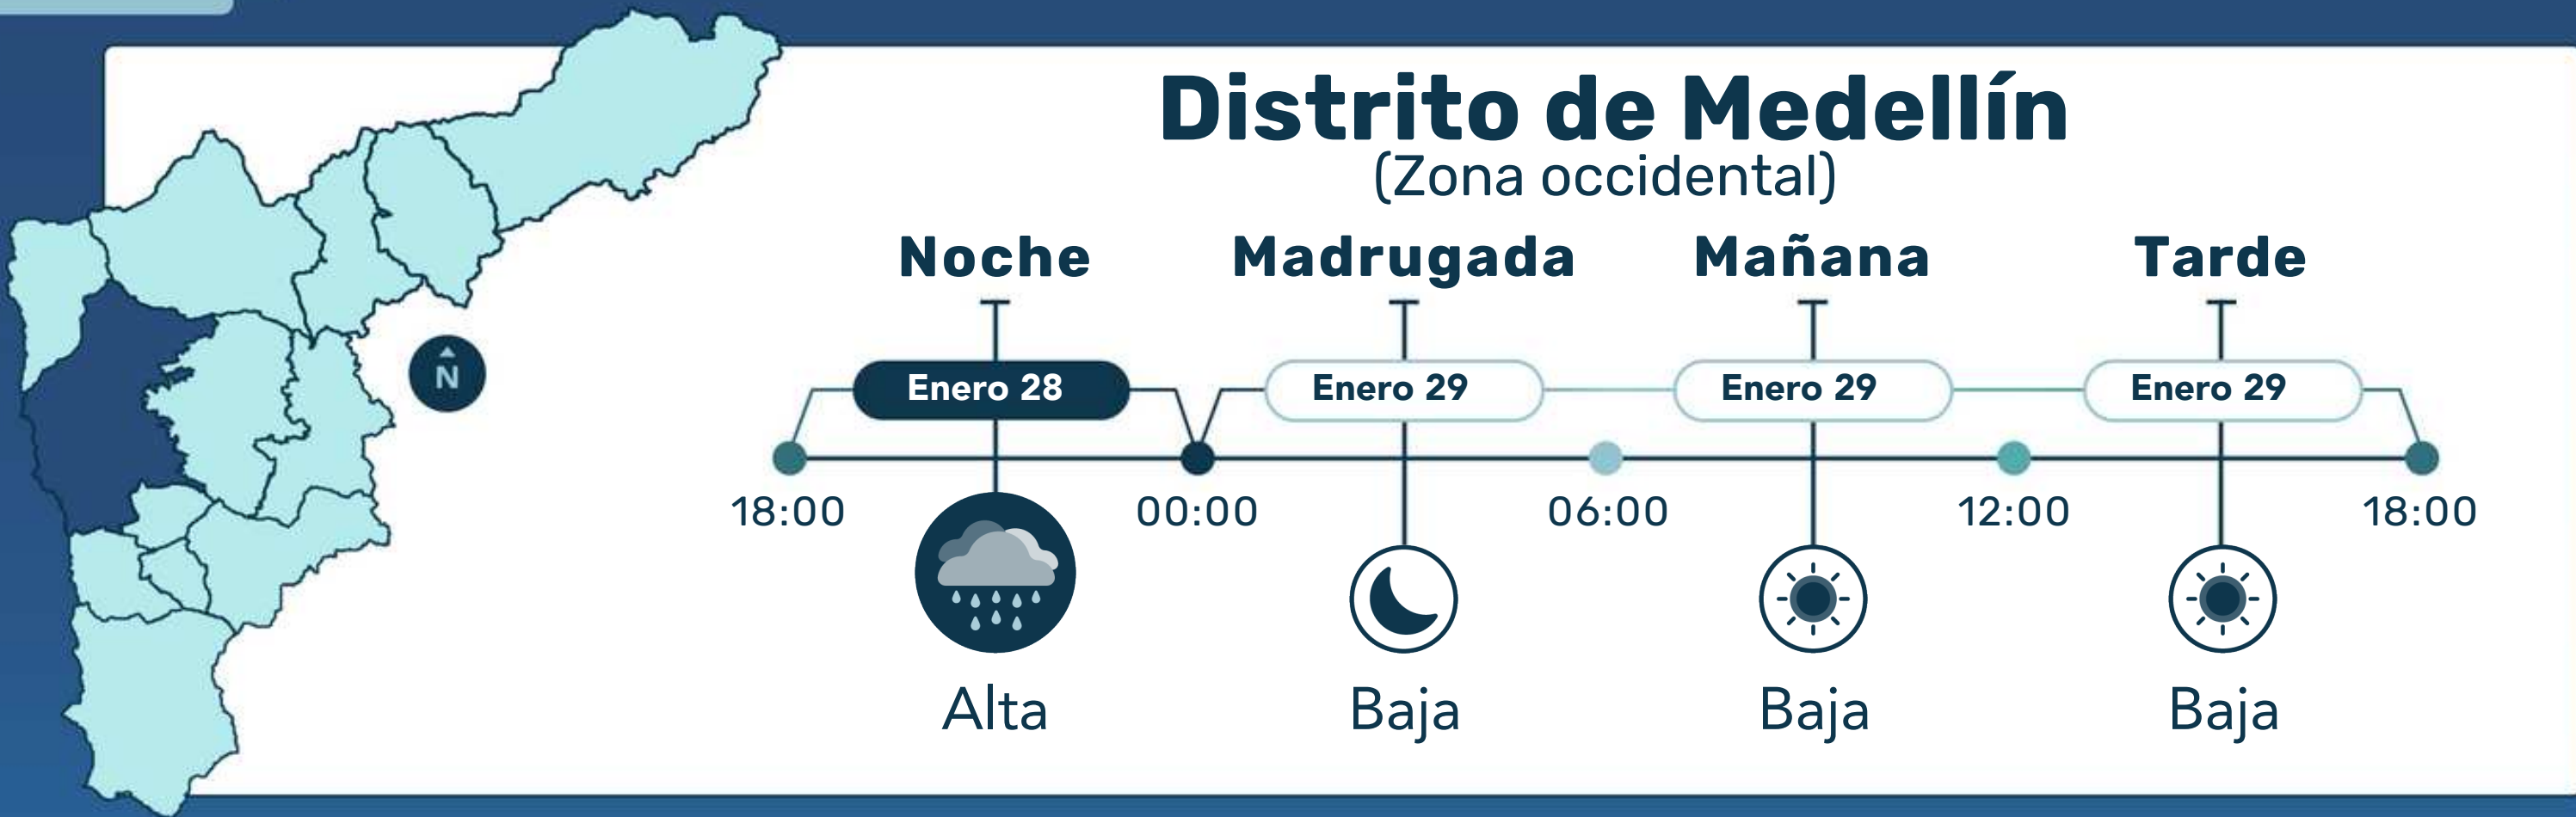 Distrito de Medellín
(Zona occidental)
Noche Madrugada Mañana Tarde
Enero 28 Enero 29 Enero 29 Enero 29
N
18:00 00:00 06:00 12:00 18:00
Alta Baja Baja Baja